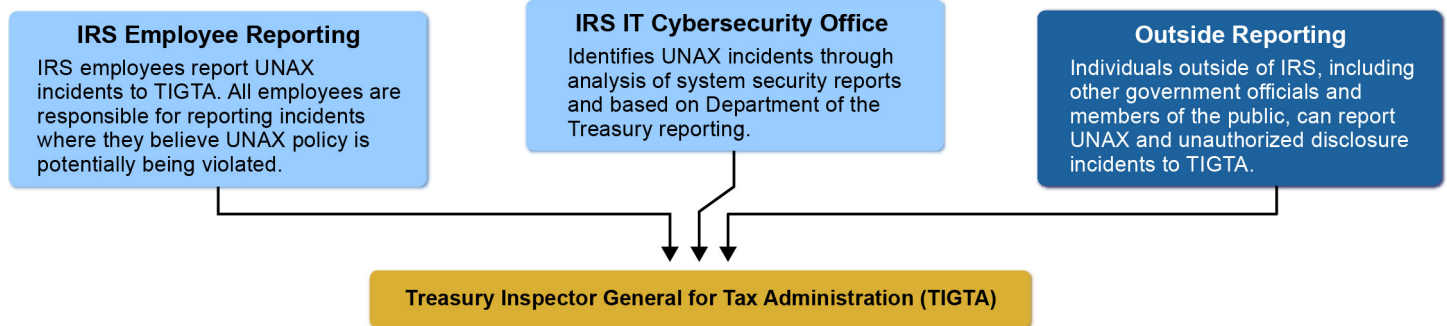 IRS Employee Reporting
IRS employees report UNAX
incidents to TIGTA. All employees are
responsible for reporting incidents
where they believe UNAX policy is
potentially being violated.
IRS IT Cybersecurity Office
Identifies UNAX incidents through
analysis of system security reports
and based on Department of the
Treasury reporting.
Outside Reporting
Individuals outside of IRS, including
other government officials and
members of the public, can report
UNAX and unauthorized disclosure
incidents to TIGTA.
Treasury Inspector General for Tax Administration (TIGTA)